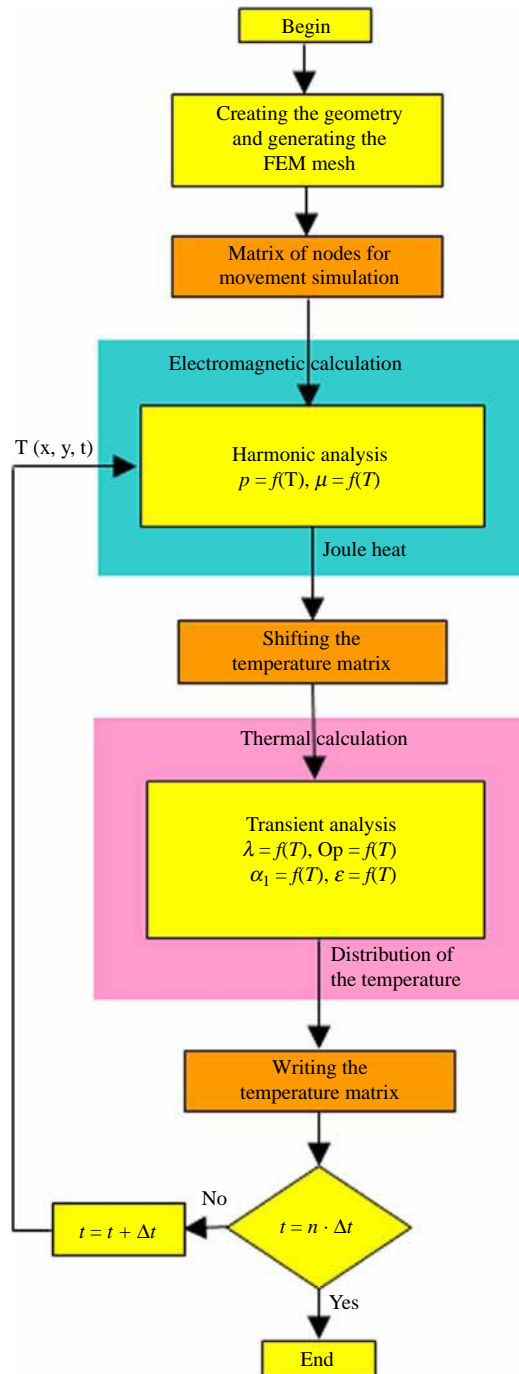 Begin
Creating the geometry
and generating the
FEM mesh
Matrix of nodes for
movement simulation
Electromagnetic calculation
T (x, y, t)
Harmonic analysis
p = f(T), μ = f(T)
Joule heat
Shifting the
temperature matrix
Thermal calculation
Transient analysis
λ = f(T), Op = f(T)
α₁ = f(T), ε = f(T)
Distribution of
the temperature
Writing the
temperature matrix
No
t = t + Δt
t = n · Δt
Yes
End